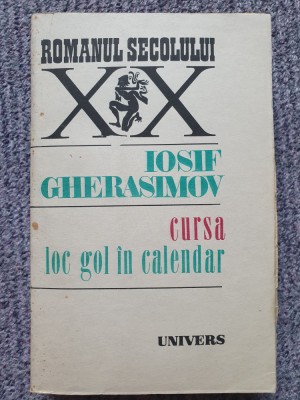 ROMANUL SECOLULUI
XX
IOSIF
GHERASIMOV
cursa
loc gol în calendar
UNIVERS